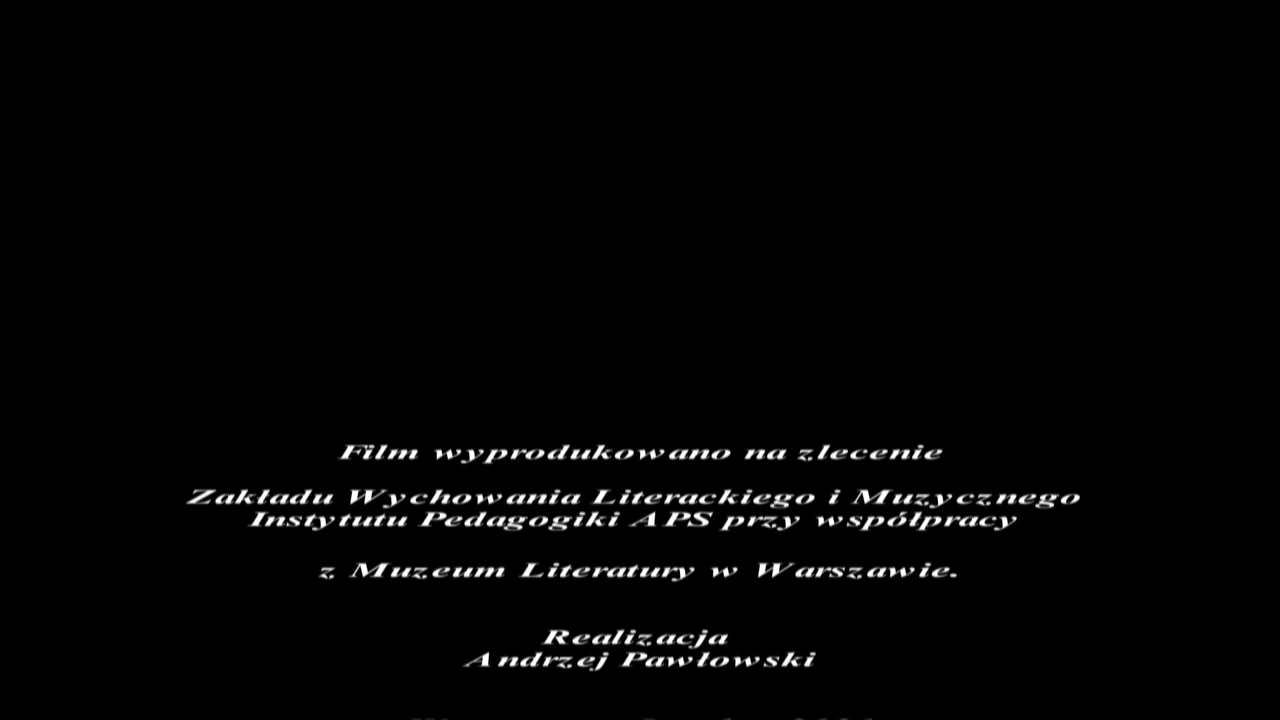 Film wyprodukowano na zlecenie
Zakładu Wychowania Literackiego i Muzycznego
Instytutu Pedagogiki APS przy współpracy
z Muzeum Literatury w Warszawie.
Realizacja
Andrzej Pawłowski